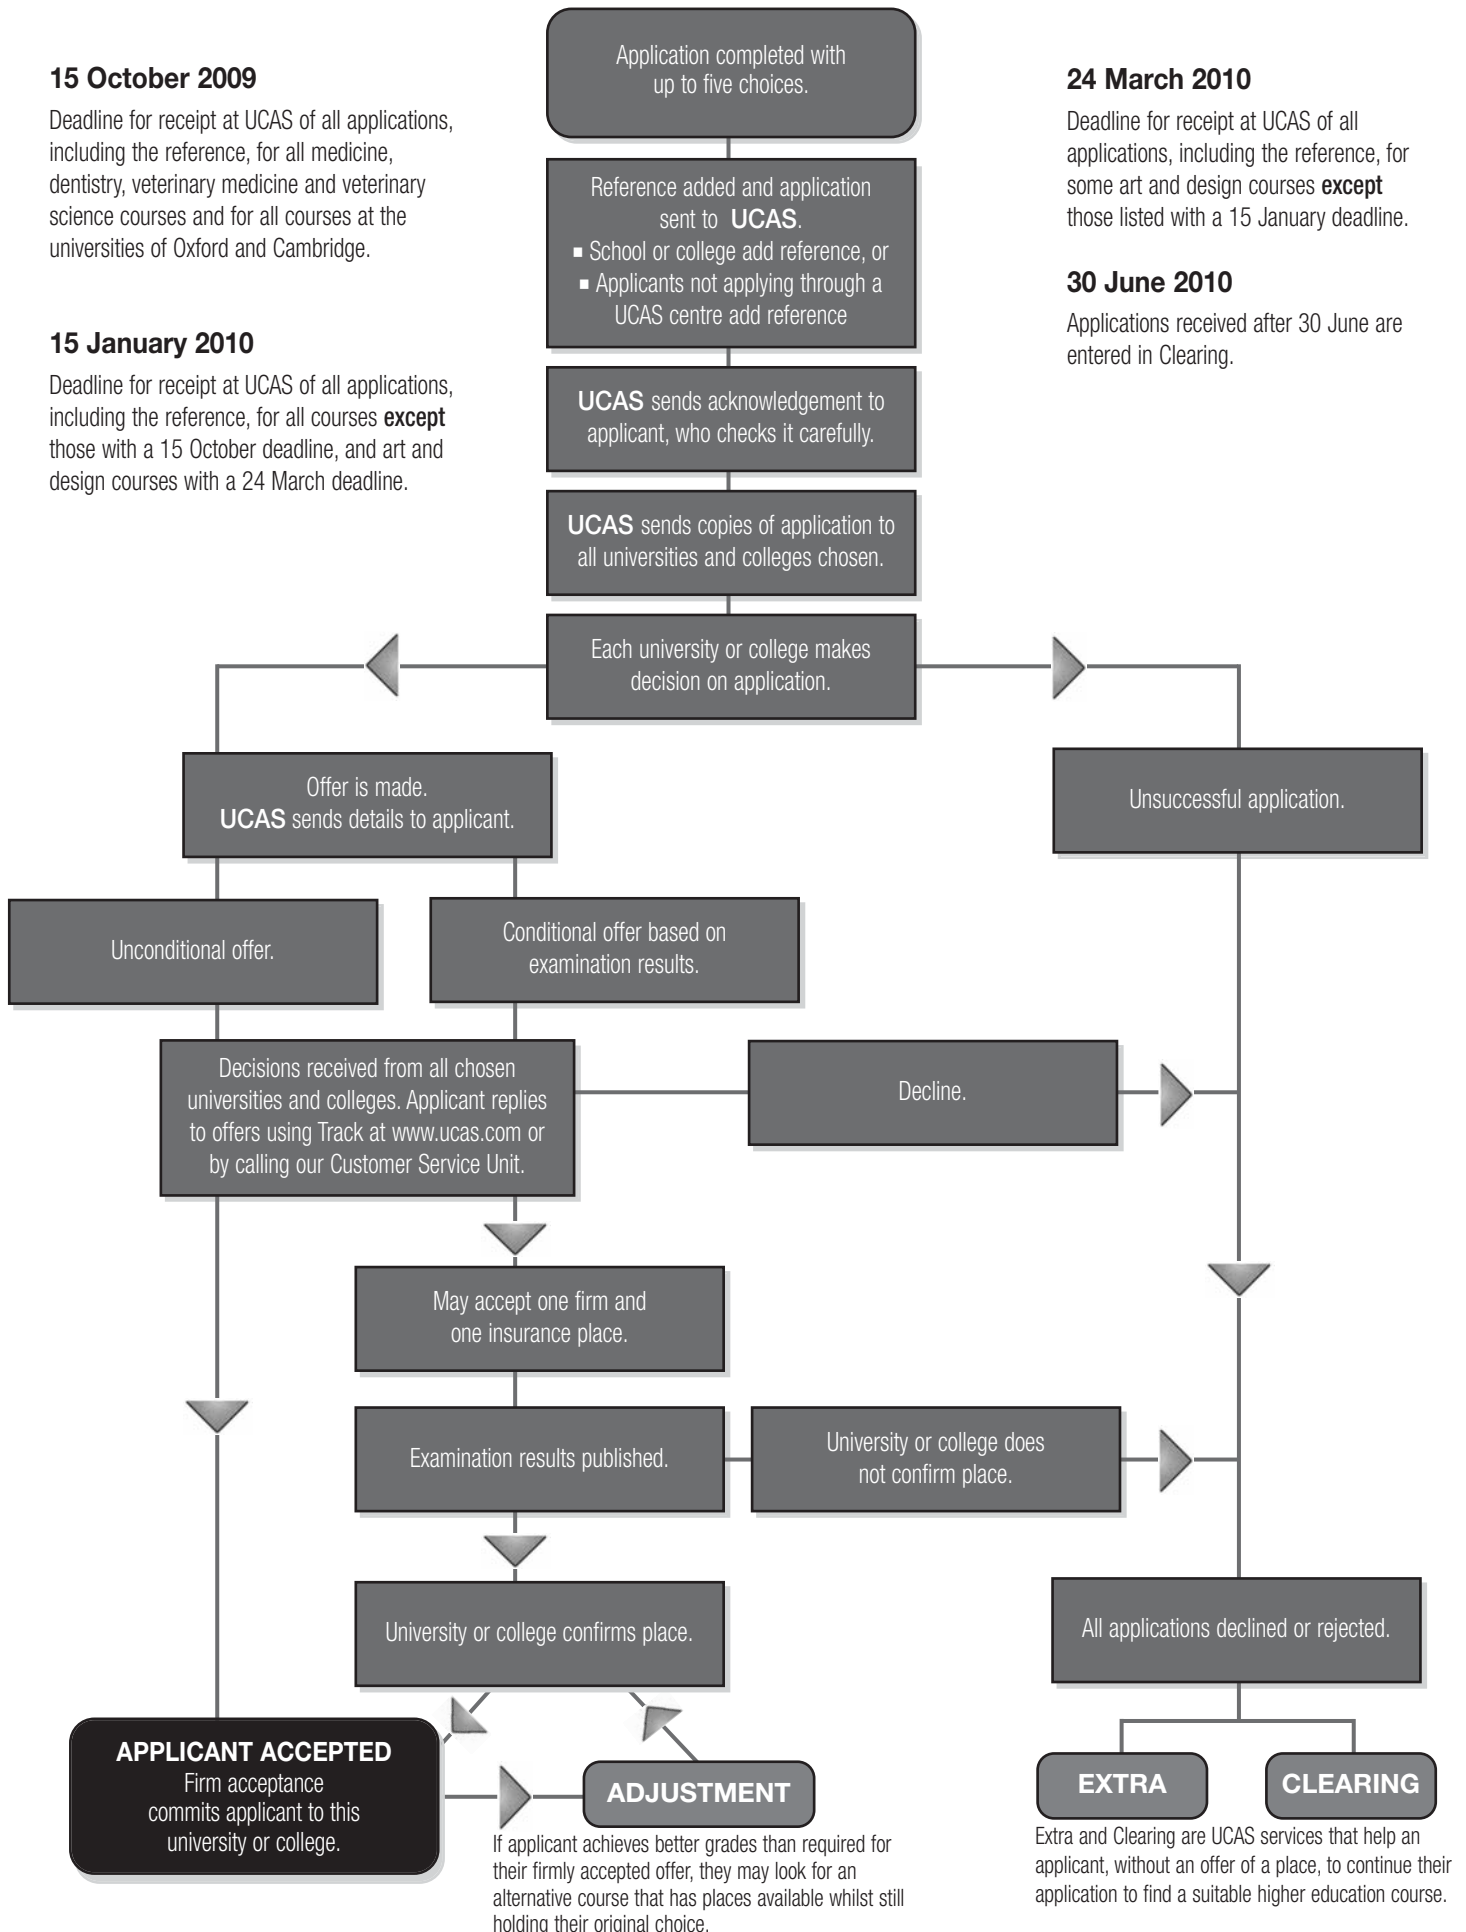 15 October 2009
Deadline for receipt at UCAS of all applications,
including the reference, for all medicine,
dentistry, veterinary medicine and veterinary
science courses and for all courses at the
universities of Oxford and Cambridge.
15 January 2010
Deadline for receipt at UCAS of all applications,
including the reference, for all courses except
those with a 15 October deadline, and art and
design courses with a 24 March deadline.
24 March 2010
Deadline for receipt at UCAS of all
applications, including the reference, for
some art and design courses except
those listed with a 15 January deadline.
30 June 2010
Applications received after 30 June are
entered in Clearing.
Application completed with
up to five choices.
Reference added and application
sent to UCAS.
▪ School or college add reference, or
▪ Applicants not applying through a
UCAS centre add reference
UCAS sends acknowledgement to
applicant, who checks it carefully.
UCAS sends copies of application to
all universities and colleges chosen.
Each university or college makes
decision on application.
Offer is made.
UCAS sends details to applicant.
Unsuccessful application.
Unconditional offer.
Conditional offer based on
examination results.
Decisions received from all chosen
universities and colleges. Applicant replies
to offers using Track at www.ucas.com or
by calling our Customer Service Unit.
Decline.
May accept one firm and
one insurance place.
Examination results published.
University or college does
not confirm place.
University or college confirms place.
All applications declined or rejected.
APPLICANT ACCEPTED
Firm acceptance
commits applicant to this
university or college.
ADJUSTMENT
If applicant achieves better grades than required for
their firmly accepted offer, they may look for an
alternative course that has places available whilst still
holding their original choice.
EXTRA
CLEARING
Extra and Clearing are UCAS services that help an
applicant, without an offer of a place, to continue their
application to find a suitable higher education course.